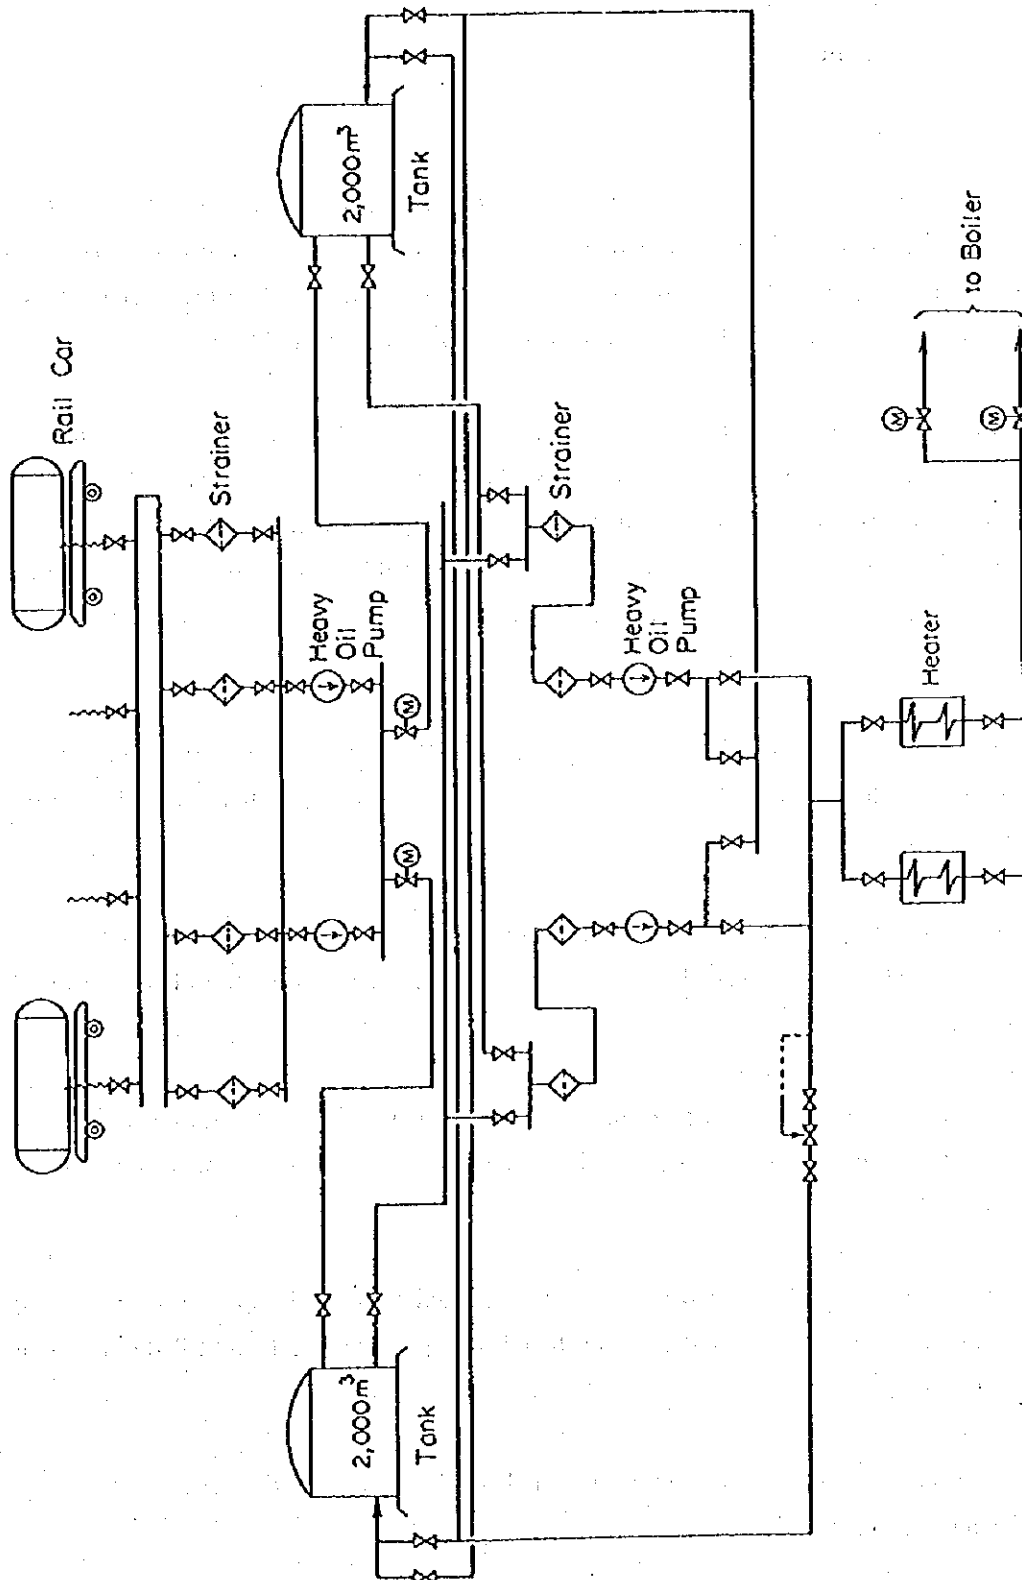 Rail Car
Strainer
Heavy
Oil
Pump
M
M
2,000m³
Tank
2,000m³
Tank
Strainer
Heavy
Oil
Pump
Heater
M
M
to Boiler